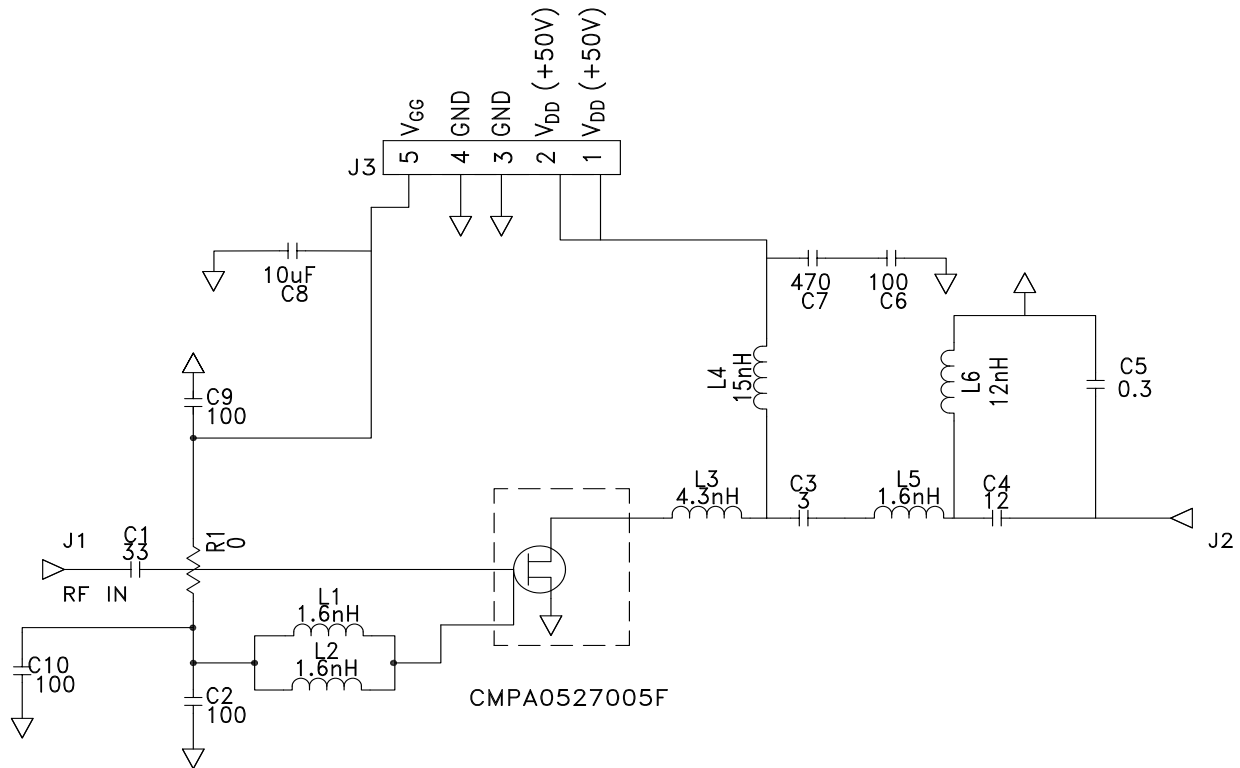 VGG
GND
GND
VDD (+50V)
VDD (+50V)
J3
5
4
3
2
1
10uF
C8
470
C7
100
C6
C9
100
L4
15nH
L6
12nH
C5
0.3
L3
4.3nH
C3
3
L5
1.6nH
C4
12
J1
C1
33
R1
0
J2
RF IN
L1
1.6nH
L2
1.6nH
C10
100
C2
100
CMPA0527005F